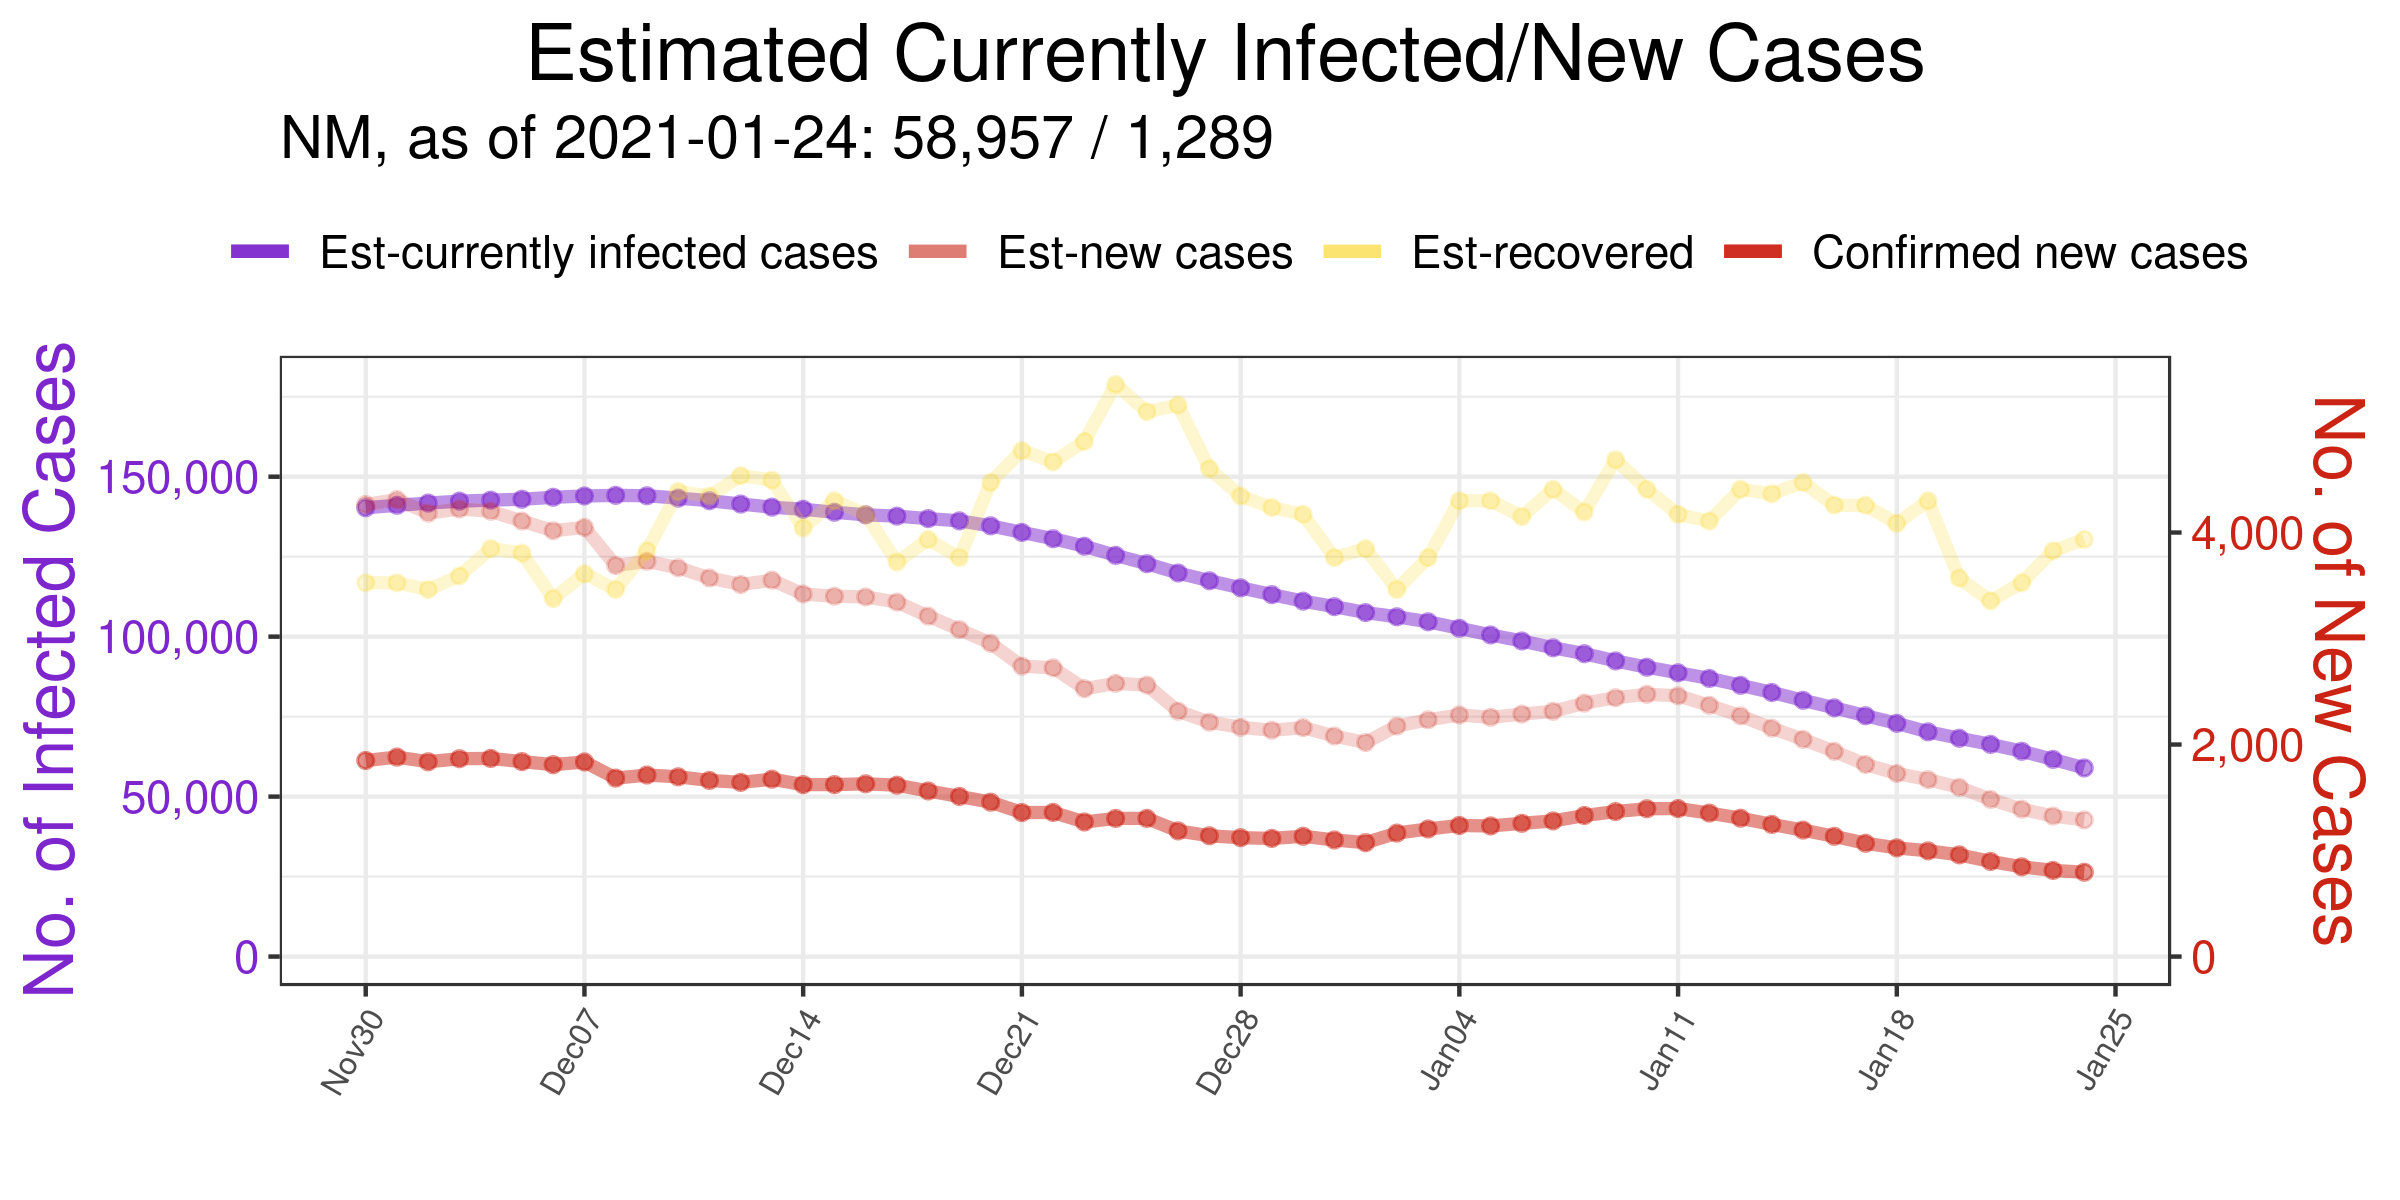 Estimated Currently Infected/New Cases
NM, as of 2021-01-24: 58,957 / 1,289
Est-currently infected cases Est-new cases Est-recovered Confirmed new cases
No. of Infected Cases
150,000
100,000
50,000
0
4,000
2,000
0
No. of New Cases
Nov30 Dec07 Dec14 Dec21 Dec28 Jan04 Jan11 Jan18 Jan25